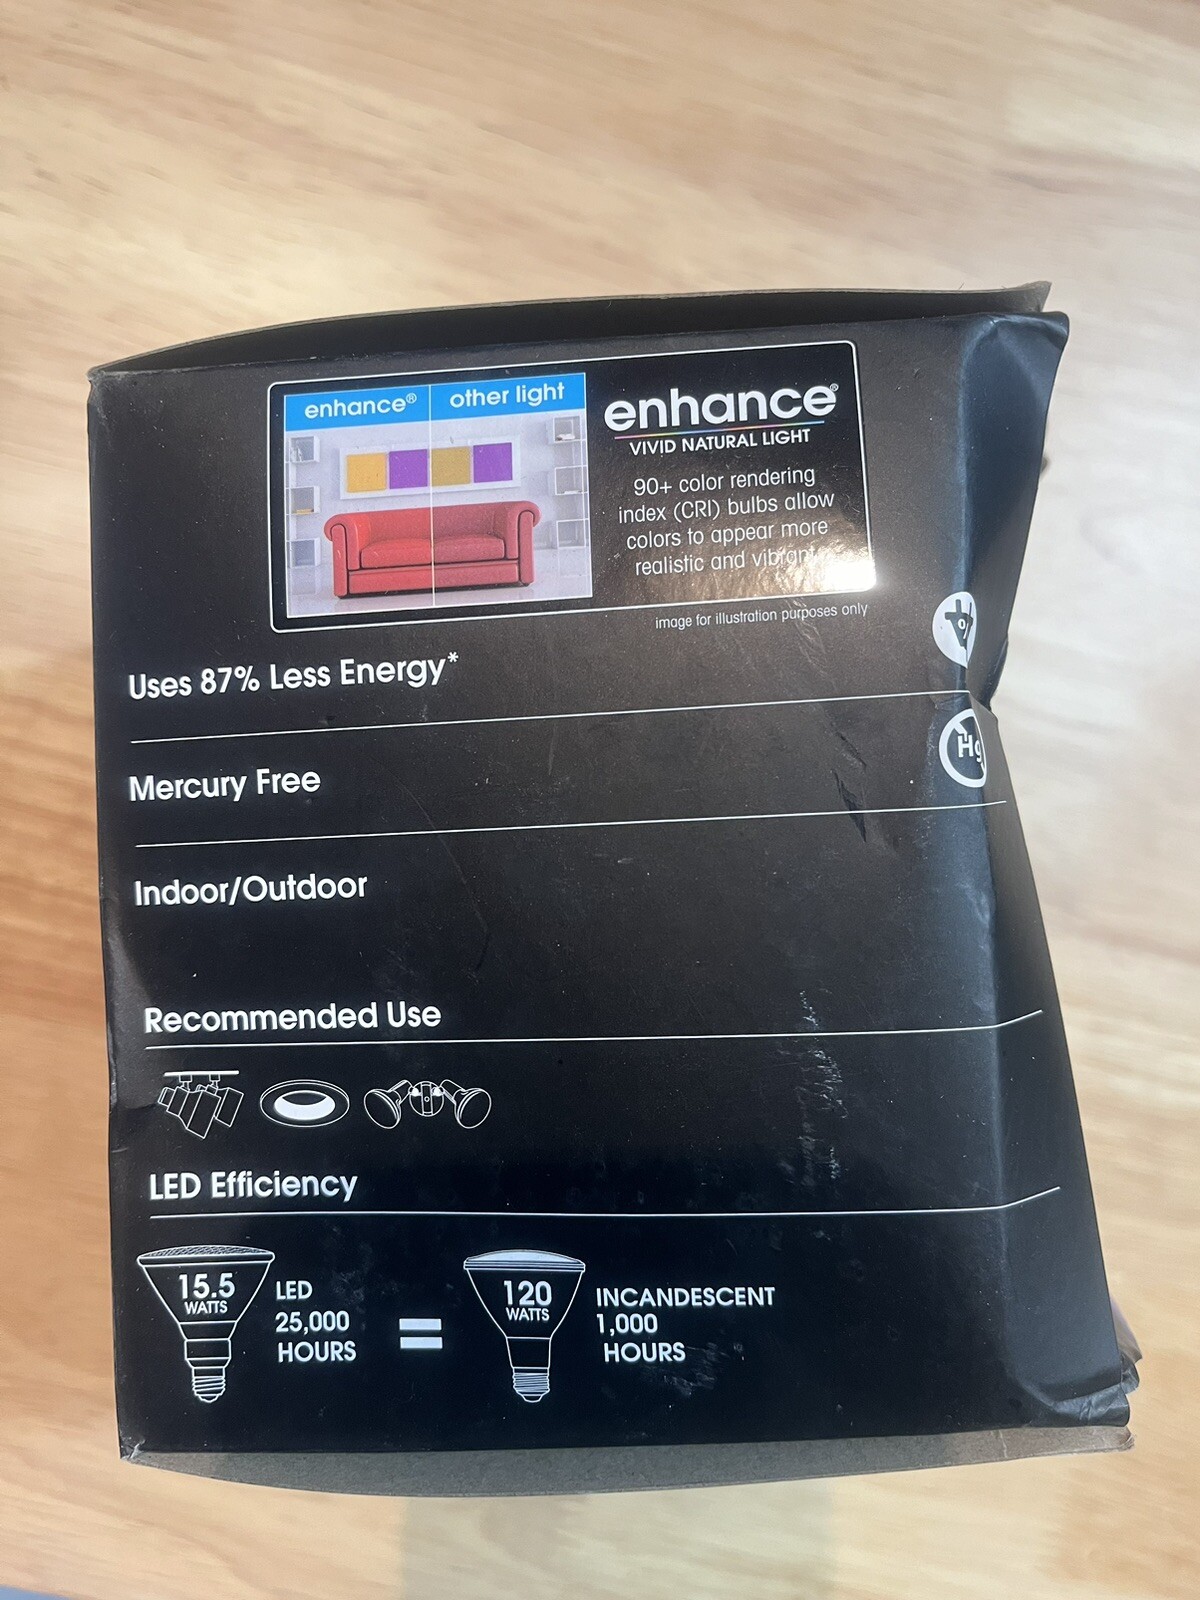 enhance® other light
enhance®
VIVID NATURAL LIGHT
90+ color rendering
index (CRI) bulbs allow
colors to appear more
realistic and vibrant
image for illustration purposes only
Uses 87% Less Energy*
Mercury Free
Hg
Indoor/Outdoor
Recommended Use
LED Efficiency
15.5
WATTS
LED
25,000
HOURS
=
120
WATTS
INCANDESCENT
1,000
HOURS